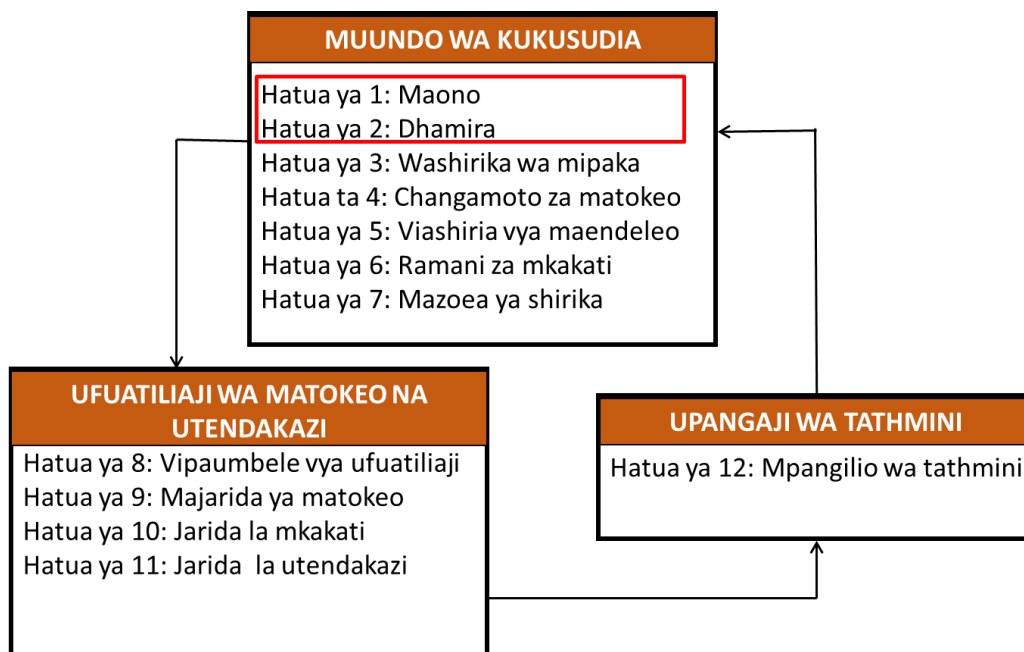 MUUNDO WA KUKUSUDIA
Hatua ya 1: Maono
Hatua ya 2: Dhamira
Hatua ya 3: Washirika wa mipaka
Hatua ta 4: Changamoto za matokeo
Hatua ya 5: Viashiria vya maendeleo
Hatua ya 6: Ramani za mkakati
Hatua ya 7: Mazoea ya shirika
UFUATILIAJI WA MATOKEO NA
UTENDAKAZI
Hatua ya 8: Vipaumbele vya ufuatiliaji
Hatua ya 9: Majarida ya matokeo
Hatua ya 10: Jarida la mkakati
Hatua ya 11: Jarida la utendakazi
UPANGAJI WA TATHMINI
Hatua ya 12: Mpangilio wa tathmini